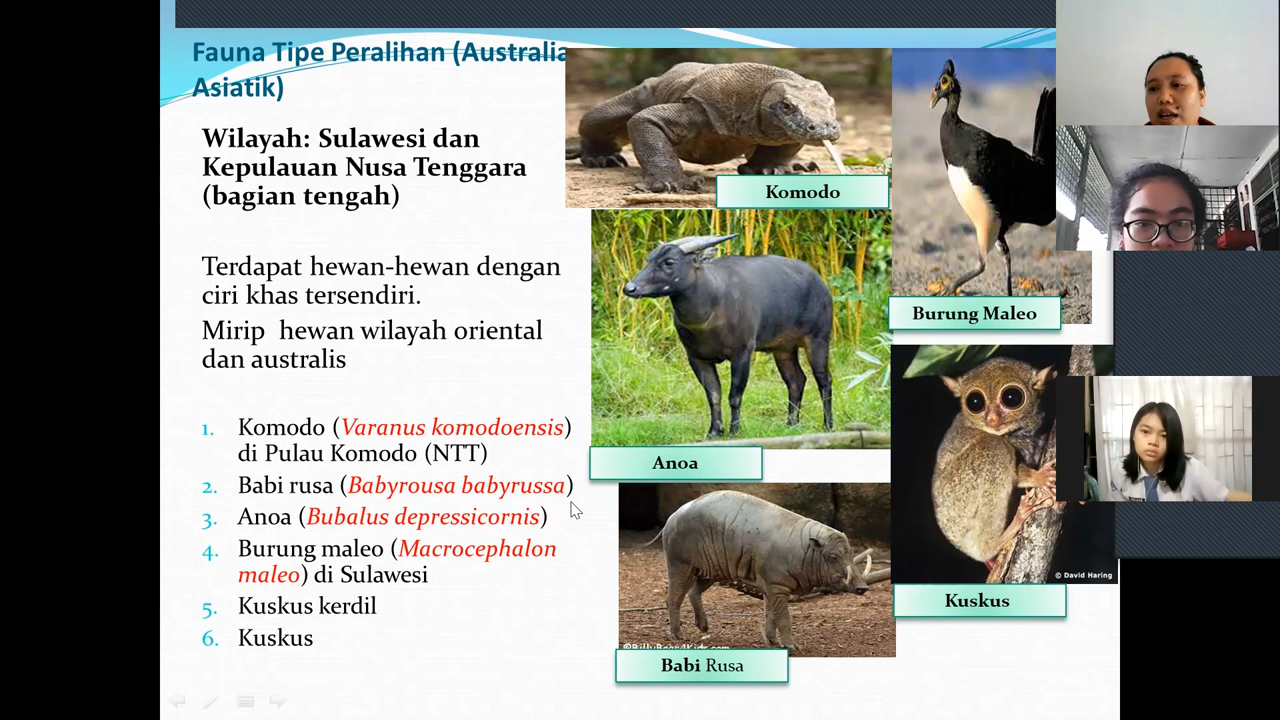 Fauna Tipe Peralihan (Australia
Asiatik)
Wilayah: Sulawesi dan
Kepulauan Nusa Tenggara
(bagian tengah)
Terdapat hewan-hewan dengan
ciri khas tersendiri.
Mirip hewan wilayah oriental
dan australis
1. Komodo (Varanus komodoensis)
di Pulau Komodo (NTT)
2. Babi rusa (Babyrousa babyrussa)
3. Anoa (Bubalus depressicornis)
4. Burung maleo (Macrocephalon
maleo) di Sulawesi
5. Kuskus kerdil
6. Kuskus
Komodo
Burung Maleo
Anoa
© David Haring
Kuskus
©BillyBear4Kids.com
Babi Rusa